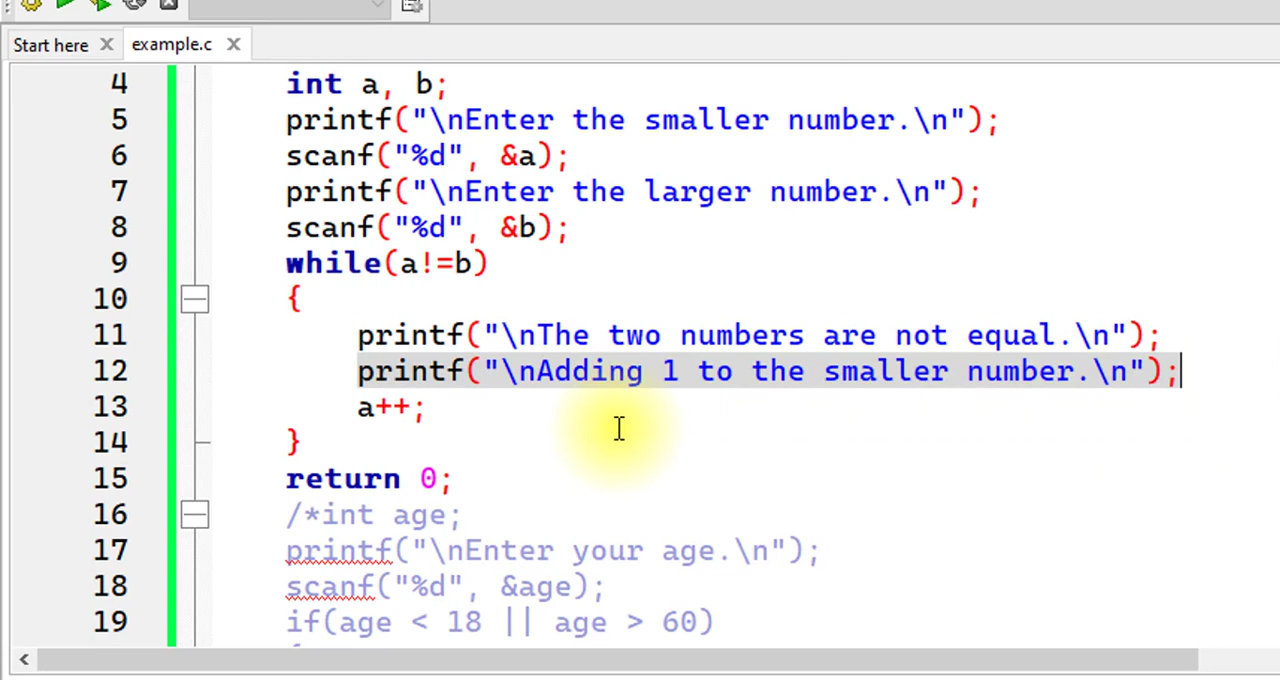 Start here
example.c
4 int a, b;
5 printf("\nEnter the smaller number.\n");
6 scanf("%d", &a);
7 printf("\nEnter the larger number.\n");
8 scanf("%d", &b);
9 while(a!=b)
10 {
11 printf("\nThe two numbers are not equal.\n");
12 printf("\nAdding 1 to the smaller number.\n");
13 a++;
14 }
15 return 0;
16 /*int age;
17 printf("\nEnter your age.\n");
18 scanf("%d", &age);
19 if(age < 18 || age > 60)